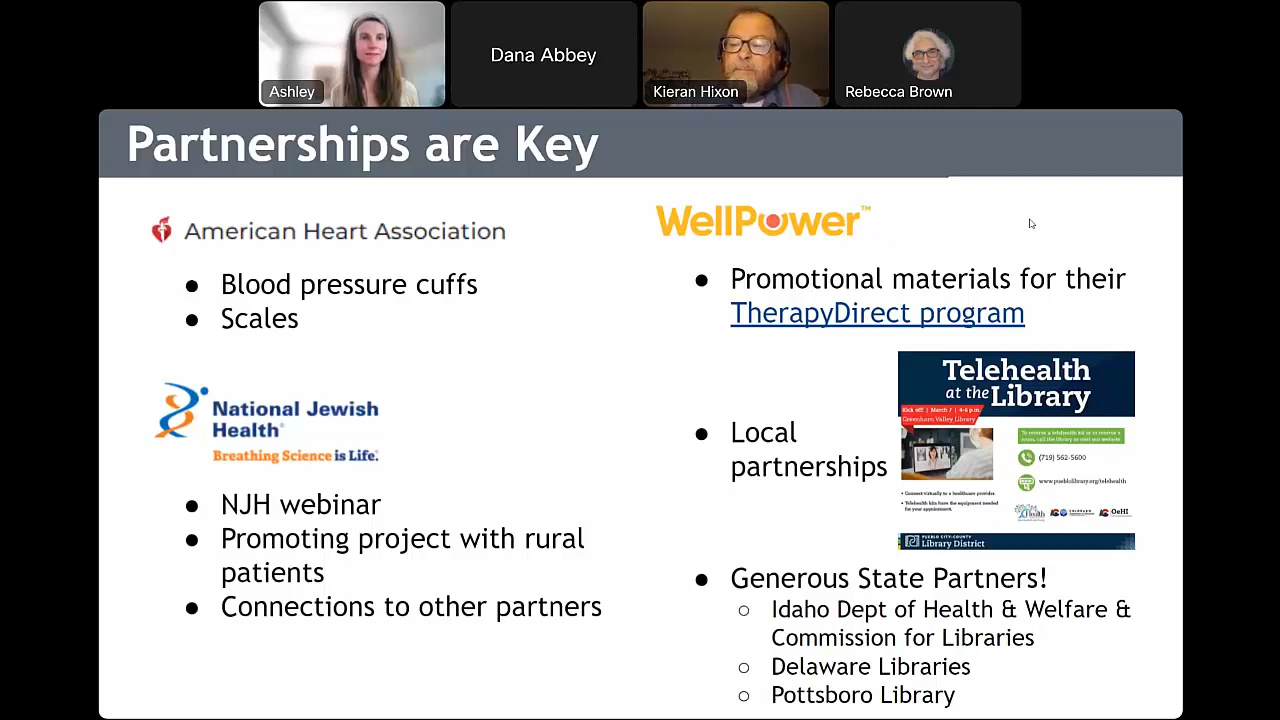 Ashley
Dana Abbey
Kieran Hixon
Rebecca Brown
Partnerships are Key
American Heart Association
● Blood pressure cuffs
● Scales
National Jewish
Health®
Breathing Science is Life.®
● NJH webinar
● Promoting project with rural
patients
● Connections to other partners
WellPower™
● Promotional materials for their
TherapyDirect program
● Local
partnerships
Telehealth
at the Library
Kick off! | March 7 | 4-6 p.m.
Greenhorn Valley Library
To reserve a telehealth kit or to reserve a
room, call the library or visit our website
(719) 562-5600
www.pueblolibrary.org/telehealth
• Connect virtually to a healthcare provider.
• Telehealth kits have the equipment needed
for your appointment.
Health
COLORADO
OeHI
PUEBLO CITY-COUNTY
Library District
● Generous State Partners!
○ Idaho Dept of Health & Welfare &
Commission for Libraries
○ Delaware Libraries
○ Pottsboro Library